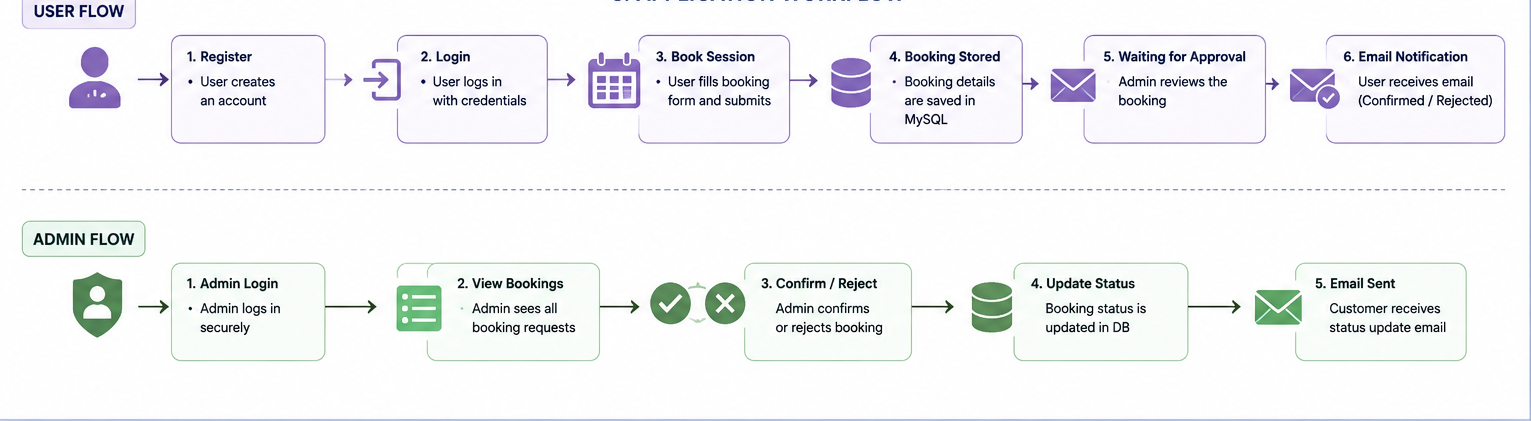 USER FLOW
1. Register
• User creates
an account
2. Login
• User logs in
with credentials
3. Book Session
• User fills booking
form and submits
4. Booking Stored
• Booking details
are saved in
MySQL
5. Waiting for Approval
Admin reviews the
booking
6. Email Notification
User receives email
(Confirmed / Rejected)
ADMIN FLOW
1. Admin Login
• Admin logs in
securely
2. View Bookings
• Admin sees all
booking requests
3. Confirm / Reject
Admin confirms
or rejects booking
4. Update Status
Booking status is
updated in DB
5. Email Sent
Customer receives
status update email